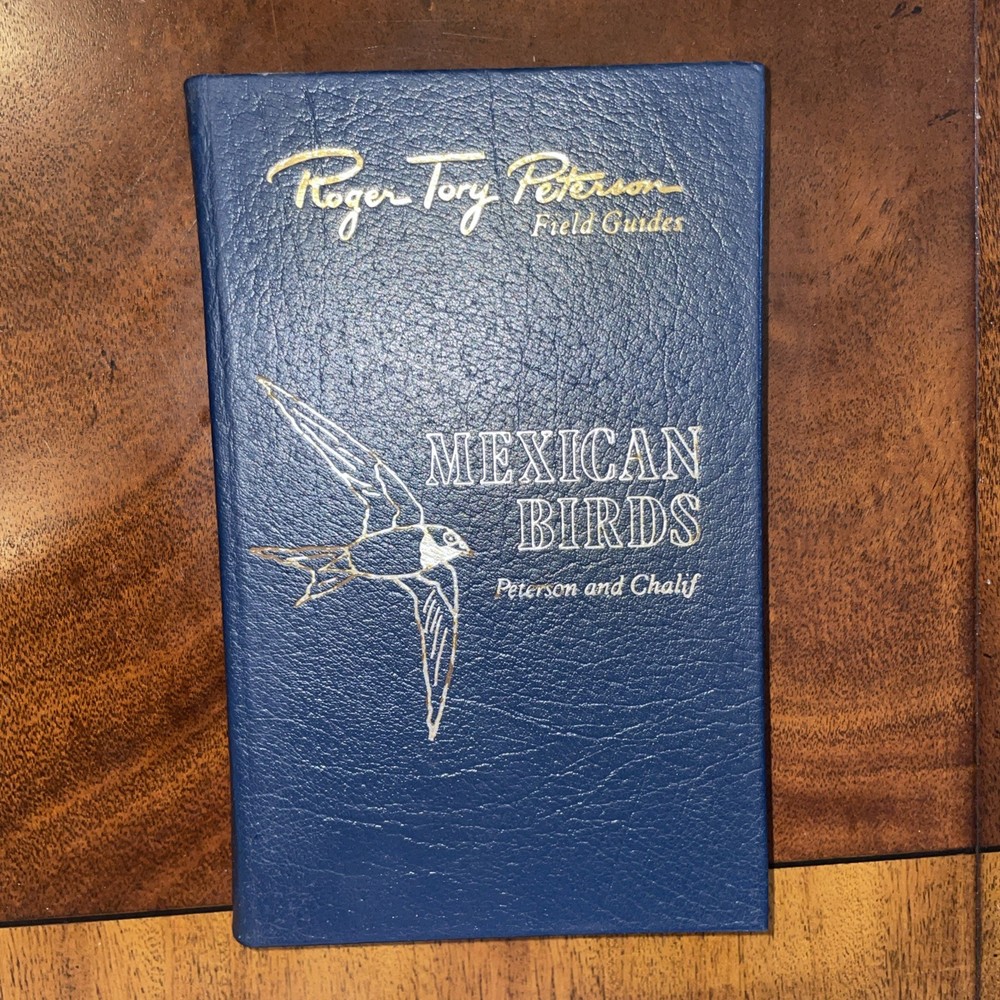 Roger Tory Peterson
Field Guides
MEXICAN
BIRDS
Peterson and Chalif